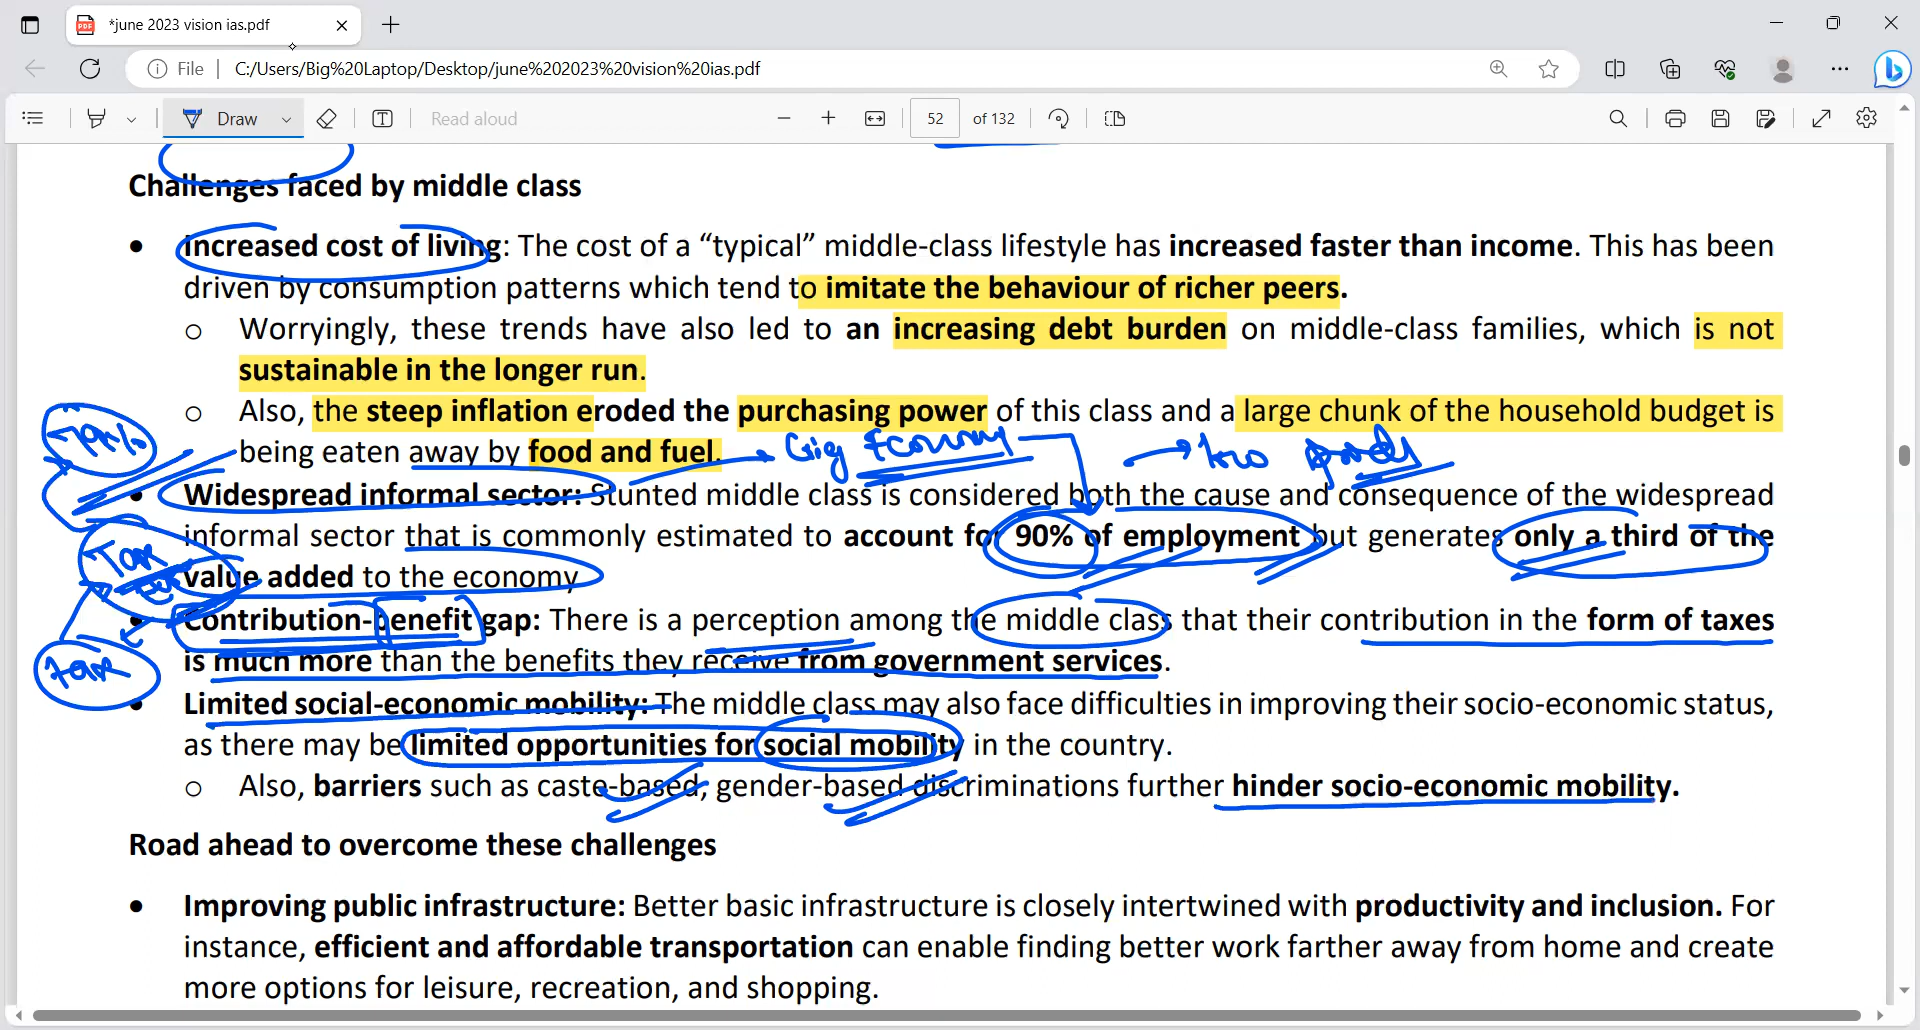 *june 2023 vision ias.pdf
File C:/Users/Big%20Laptop/Desktop/june%202023%20vision%20ias.pdf
Draw Read aloud 52 of 132
Challenges faced by middle class
• Increased cost of living: The cost of a “typical” middle-class lifestyle has increased faster than income. This has been
driven by consumption patterns which tend to imitate the behaviour of richer peers.
o Worryingly, these trends have also led to an increasing debt burden on middle-class families, which is not
sustainable in the longer run.
o Also, the steep inflation eroded the purchasing power of this class and a large chunk of the household budget is
being eaten away by food and fuel.
Gig Economy
• Widespread informal sector: Stunted middle class is considered both the cause and consequence of the widespread
informal sector that is commonly estimated to account for 90% of employment but generates only a third of the
value added to the economy
• Contribution-benefit gap: There is a perception among the middle class that their contribution in the form of taxes
is much more than the benefits they receive from government services.
• Limited social-economic mobility: The middle class may also face difficulties in improving their socio-economic status,
as there may be limited opportunities for social mobility in the country.
o Also, barriers such as caste-based, gender-based discriminations further hinder socio-economic mobility.
Road ahead to overcome these challenges
• Improving public infrastructure: Better basic infrastructure is closely intertwined with productivity and inclusion. For
instance, efficient and affordable transportation can enable finding better work farther away from home and create
more options for leisure, recreation, and shopping.